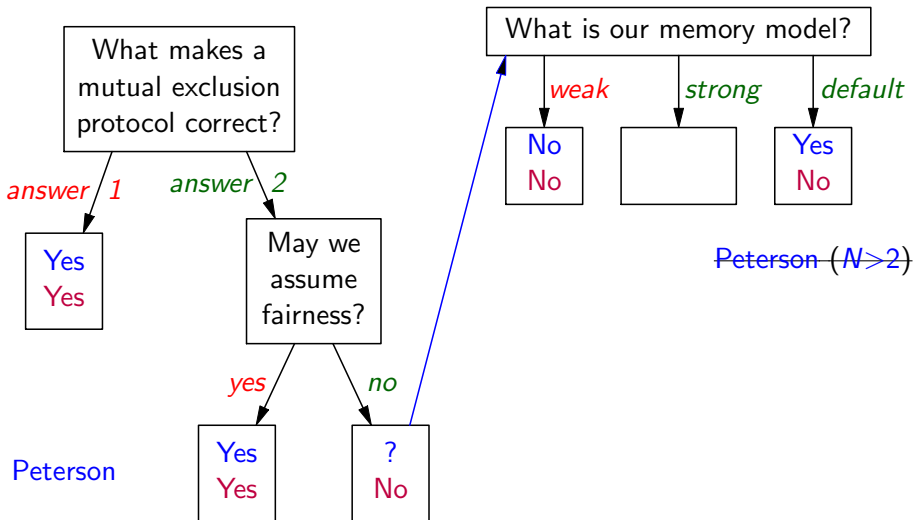 What makes a
mutual exclusion
protocol correct?
answer 1
answer 2
Yes
Yes
May we
assume
fairness?
yes
no
Yes
Yes
?
No
Peterson
What is our memory model?
weak
strong
default
No
No
Yes
No
Peterson (N>2)